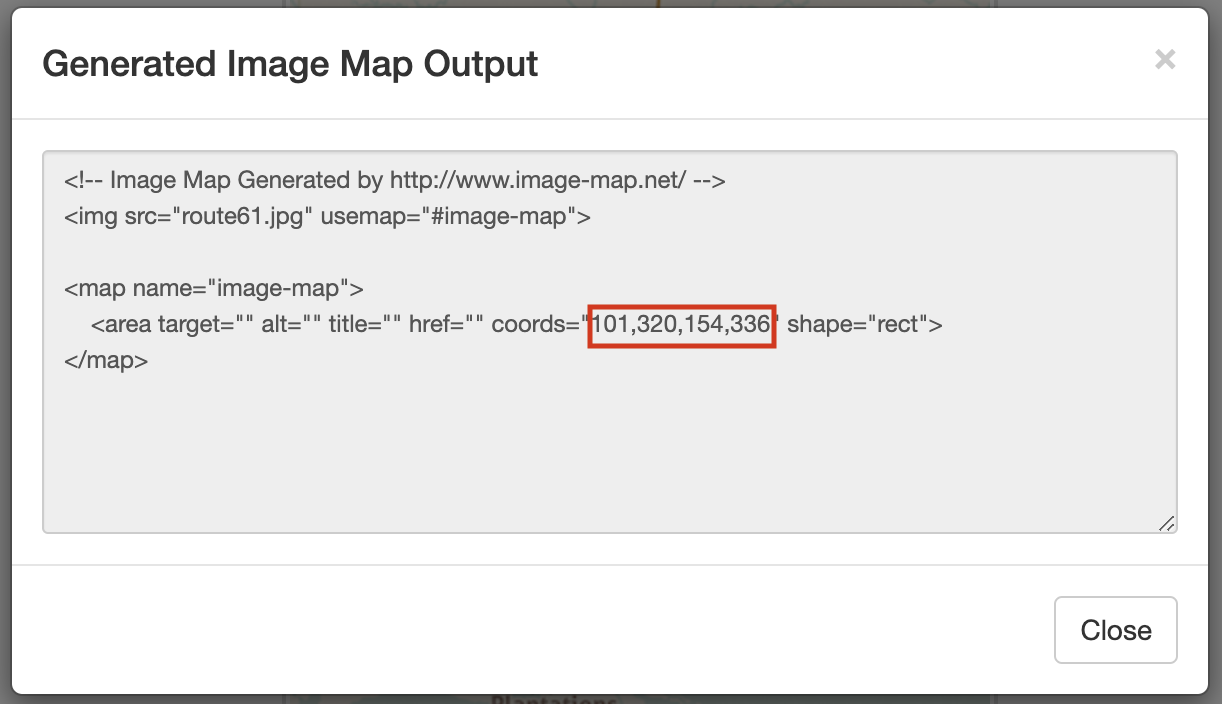 Generated Image Map Output
×
<!-- Image Map Generated by http://www.image-map.net/ -->
<img src="route61.jpg" usemap="#image-map">
<map name="image-map">
<area target="" alt="" title="" href="" coords="101,320,154,336" shape="rect">
</map>
Close
Plantations